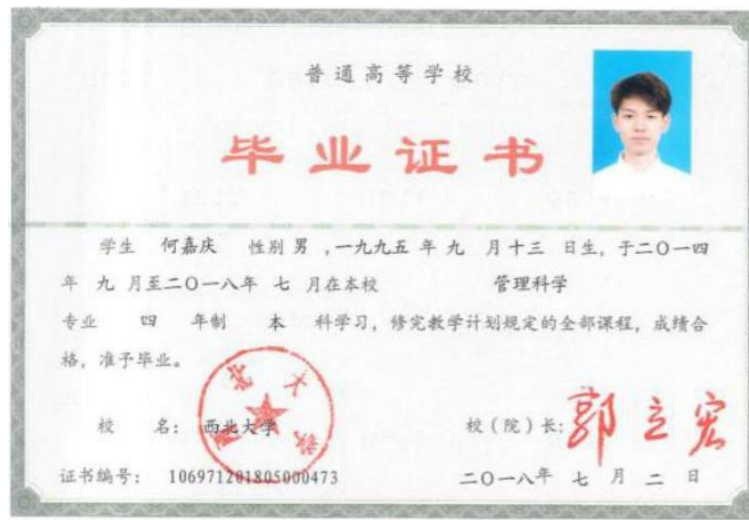 普通高等学校
毕业证书
学生 何嘉庆 性别 男 ,一九九五 年 九 月 十三 日生, 于二〇一四
年 九 月至二〇一八年 七 月在本校 管理科学
专业 四 年制 本 科学习, 修完教学计划规定的全部课程, 成绩合
格, 准予毕业。
西北大学
校 名: 西北大学 校(院)长: 郭立宏
证书编号: 106971201805000473 二〇一八年 七 月 二 日